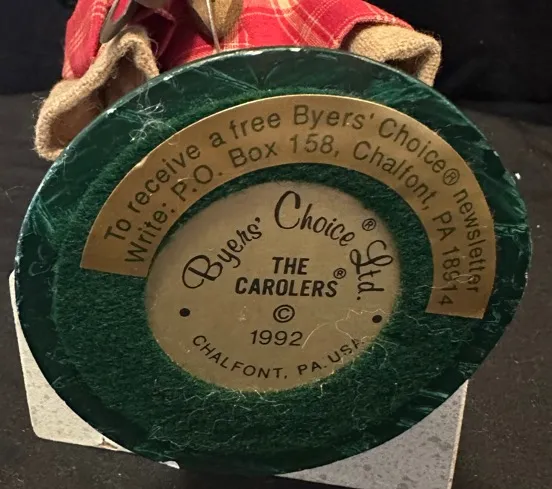 To receive a free Byers' Choice® newsletter
Write: P.O. Box 158, Chalfont, PA 18914
Byers' Choice® Ltd.
THE
CAROLERS®
©
1992
CHALFONT, PA. USA